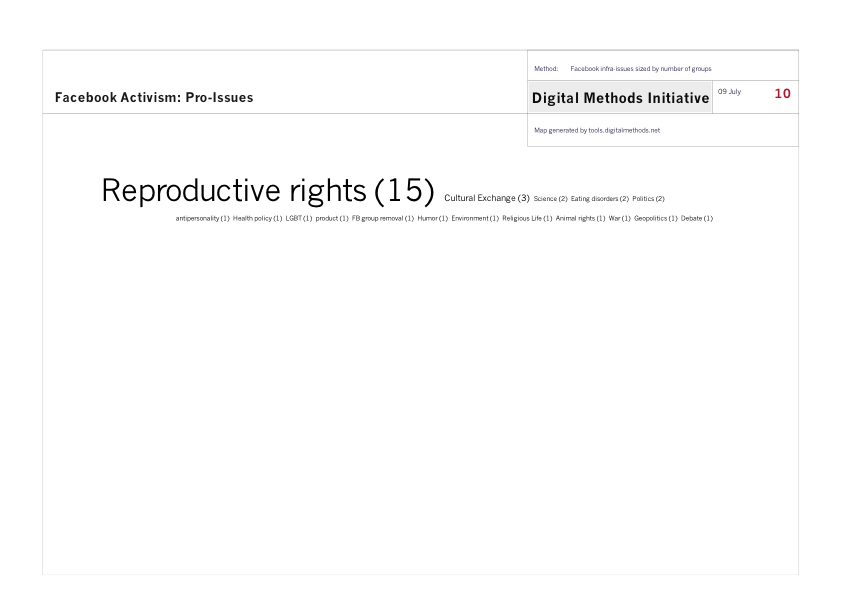 Method: Facebook infra-issues sized by number of groups
Facebook Activism: Pro-Issues
Digital Methods Initiative
09 July
10
Map generated by tools.digitalmethods.net
Reproductive rights (15) Cultural Exchange (3) Science (2) Eating disorders (2) Politics (2)
antipersonality (1) Health policy (1) LGBT (1) product (1) FB group removal (1) Humor (1) Environment (1) Religious Life (1) Animal rights (1) War (1) Geopolitics (1) Debate (1)